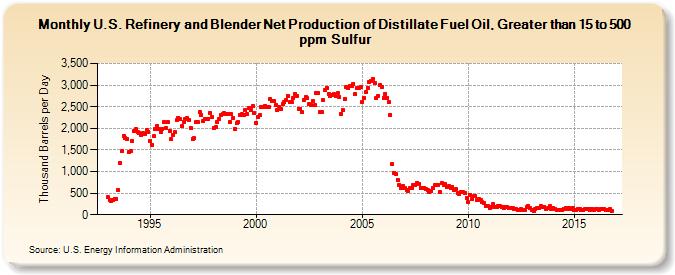 Monthly U.S. Refinery and Blender Net Production of Distillate Fuel Oil, Greater than 15 to 500
ppm Sulfur
Thousand Barrels per Day
3,500
3,000
2,500
2,000
1,500
1,000
500
0
1995 2000 2005 2010 2015
Source: U.S. Energy Information Administration